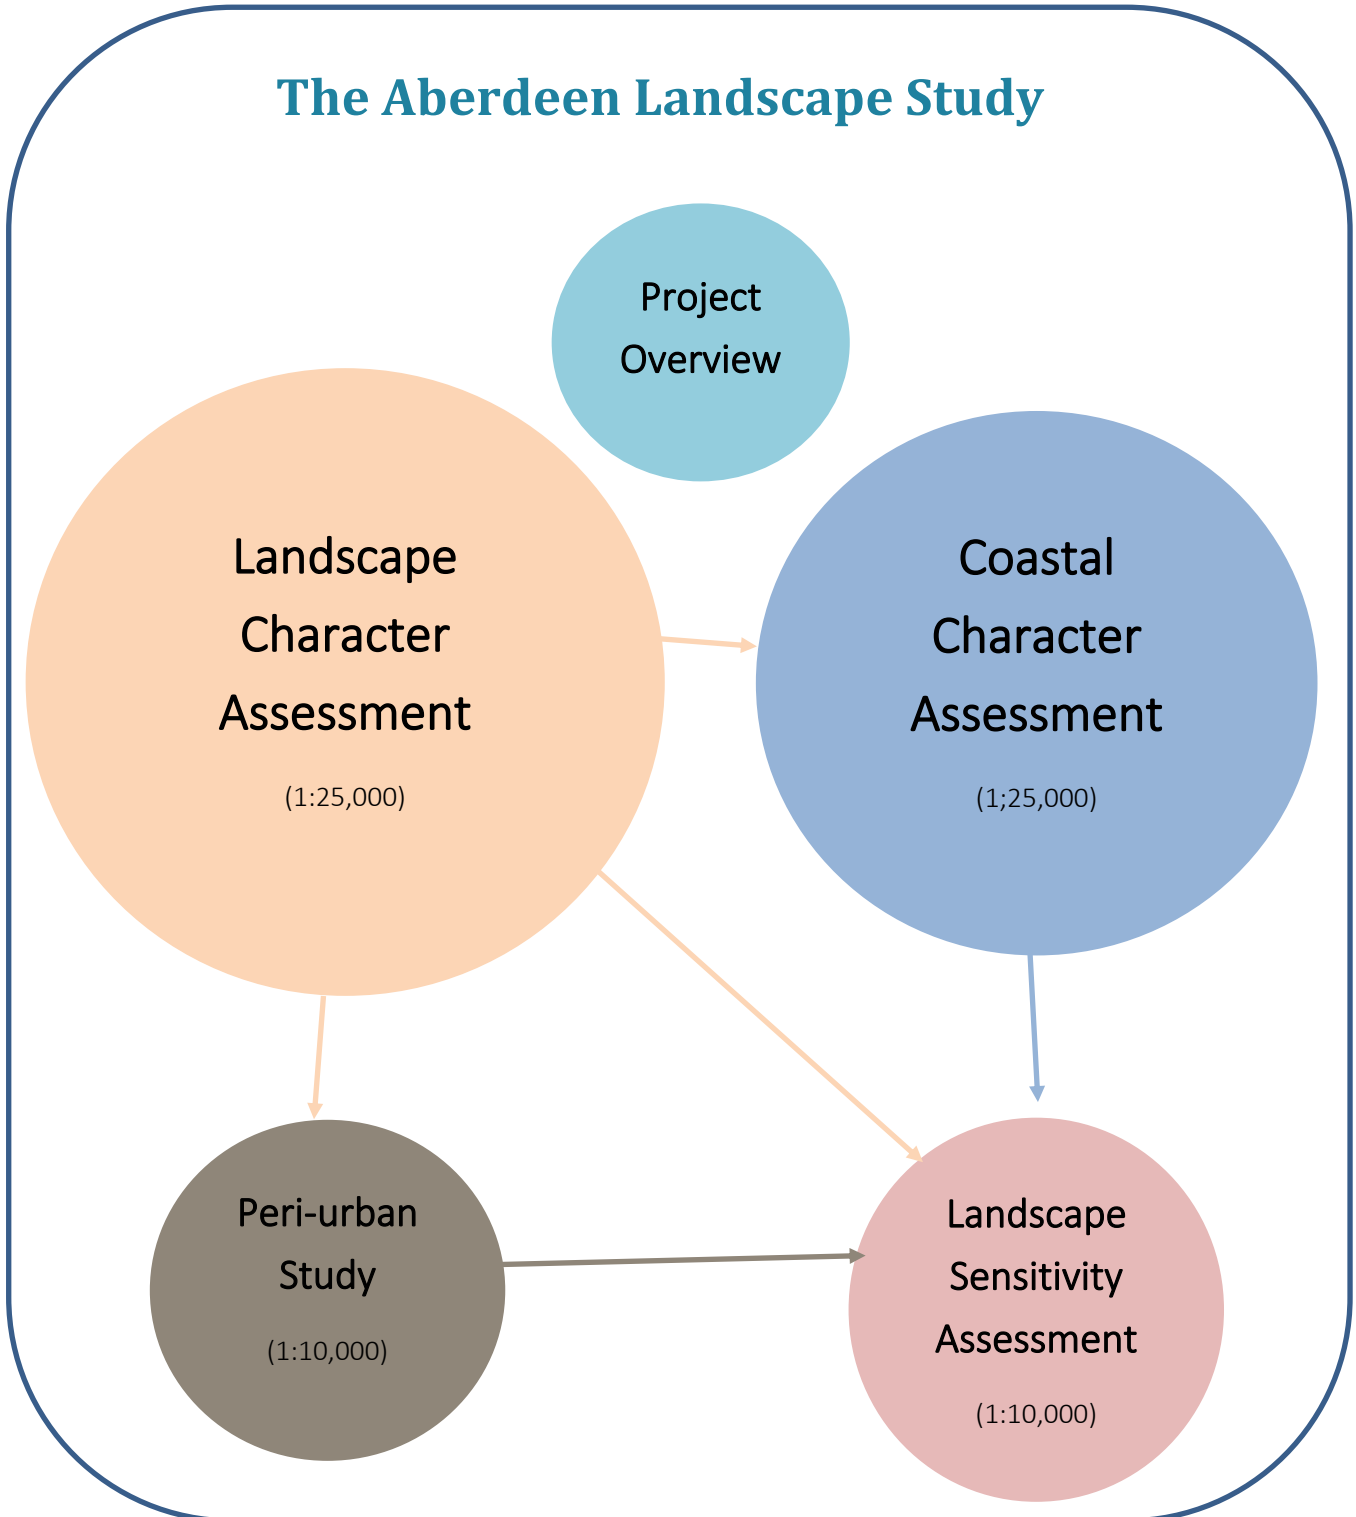 The Aberdeen Landscape Study
Project
Overview
Landscape
Character
Assessment
(1:25,000)
Coastal
Character
Assessment
(1;25,000)
Peri-urban
Study
(1:10,000)
Landscape
Sensitivity
Assessment
(1:10,000)